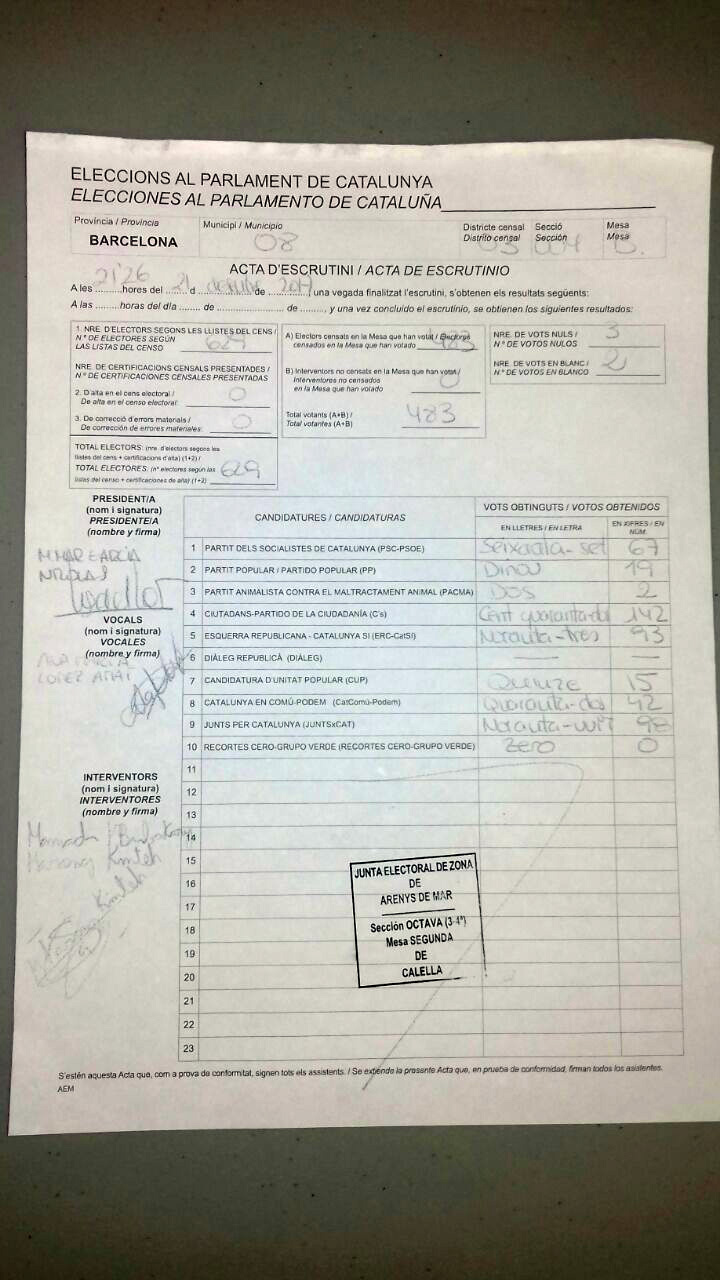 ELECCIONS AL PARLAMENT DE CATALUNYA
ELECCIONES AL PARLAMENTO DE CATALUÑA
Província / Provincia
BARCELONA
Municipi / Municipio
08
Districte censal Secció Mesa
Distrito censal Sección Mesa
03 004 B.
ACTA D'ESCRUTINI / ACTA DE ESCRUTINIO
A les 21'26 hores del 21 d desembre de 2017, una vegada finalitzat l'escrutini, s'obtenen els resultats següents:
A las ......... horas del día ........ de .................. de ........, y una vez concluido el escrutinio, se obtienen los siguientes resultados:
1. NRE. D'ELECTORS SEGONS LES LLISTES DEL CENS /
Nº DE ELECTORES SEGÚN
LAS LISTAS DEL CENSO 629
NRE. DE CERTIFICACIONS CENSALS PRESENTADES /
Nº DE CERTIFICACIONES CENSALES PRESENTADAS
2. D'alta en el cens electoral / 0
De alta en el censo electoral:
3. De correcció d'errors materials / 0
De corrección de errores materiales:
TOTAL ELECTORS: (nre. d'electors segons les
llistes del cens + certificacions d'alta) (1+2) /
TOTAL ELECTORES: (nº electores según las 629
listas del censo + certificaciones de alta) (1+2)
A) Electors censats en la Mesa que han votat / Electores 483
censados en la Mesa que han votado
B) Interventors no censats en la Mesa que han votat / 0
Interventores no censados
en la Mesa que han votado
Total votants (A+B) / 483
Total votantes (A+B)
NRE. DE VOTS NULS / 3
Nº DE VOTOS NULOS
NRE. DE VOTS EN BLANC / 2
Nº DE VOTOS EN BLANCO
PRESIDENT/A
(nom i signatura)
PRESIDENTE/A
(nombre y firma)
M MAR GARCÍA
VOCALS
(nom i signatura)
VOCALES
(nombre y firma)
LOPEZ
INTERVENTORS
(nom i signatura)
INTERVENTORES
(nombre y firma)
Kinteh
Kinteh
CANDIDATURES / CANDIDATURAS VOTS OBTINGUTS / VOTOS OBTENIDOS
EN LLETRES / EN LETRA EN XIFRES / EN NÚM.
1 PARTIT DELS SOCIALISTES DE CATALUNYA (PSC-PSOE) Seixanta-set 67
2 PARTIT POPULAR / PARTIDO POPULAR (PP) Dinou 19
3 PARTIT ANIMALISTA CONTRA EL MALTRACTAMENT ANIMAL (PACMA) Dos 2
4 CIUTADANS-PARTIDO DE LA CIUDADANÍA (C's) Cent quaranta-dos 142
5 ESQUERRA REPUBLICANA - CATALUNYA SÍ (ERC-CatSI) Noranta-tres 93
6 DIÀLEG REPUBLICÀ (DIÀLEG) — —
7 CANDIDATURA D'UNITAT POPULAR (CUP) Quinze 15
8 CATALUNYA EN COMÚ-PODEM (CatComú-Podem) Quaranta-dos 42
9 JUNTS PER CATALUNYA (JUNTSxCAT) Noranta-vuit 98
10 RECORTES CERO-GRUPO VERDE (RECORTES CERO-GRUPO VERDE) Zero 0
11
12
13
14
15
16
17
18
19
20
21
22
23
JUNTA ELECTORAL DE ZONA
DE
ARENYS DE MAR
Sección OCTAVA (3-4ª)
Mesa SEGUNDA
DE
CALELLA
S'estén aquesta Acta que, com a prova de conformitat, signen tots els assistents. / Se extiende la presente Acta que, en prueba de conformidad, firman todos los asistentes.
AEM